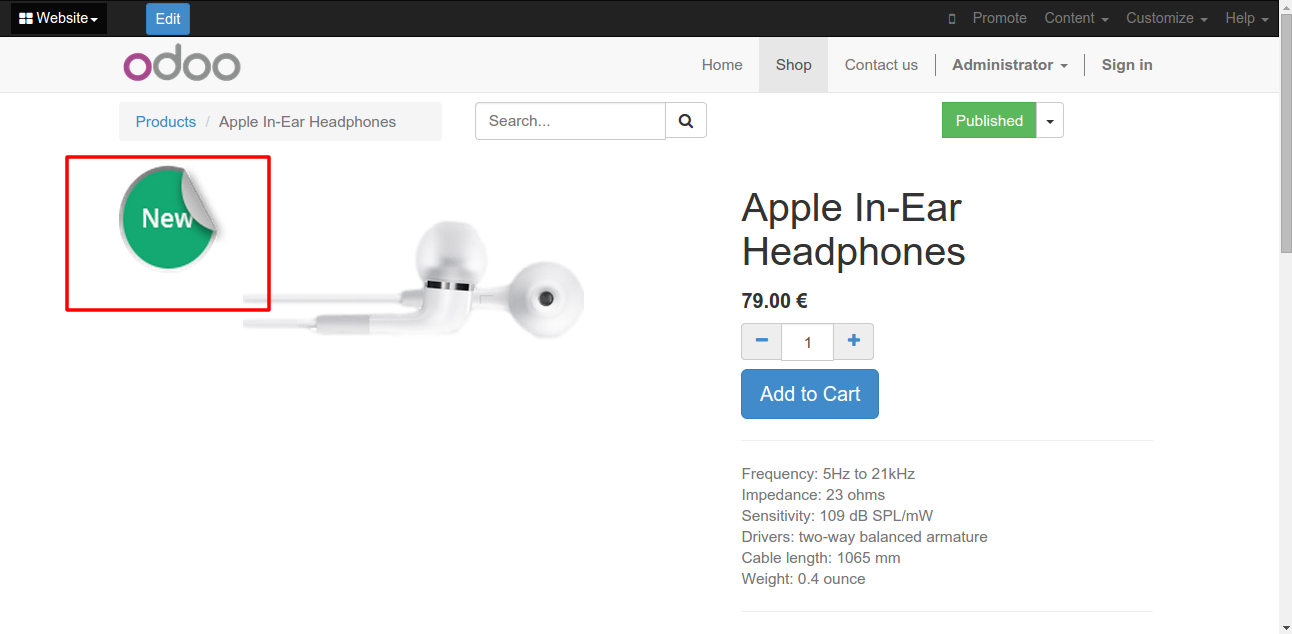 Website Edit Promote Content Customize Help
odoo Home Shop Contact us Administrator Sign in
Products / Apple In-Ear Headphones Search... Published
New
Apple In-Ear
Headphones
79.00 €
1
Add to Cart
Frequency: 5Hz to 21kHz
Impedance: 23 ohms
Sensitivity: 109 dB SPL/mW
Drivers: two-way balanced armature
Cable length: 1065 mm
Weight: 0.4 ounce